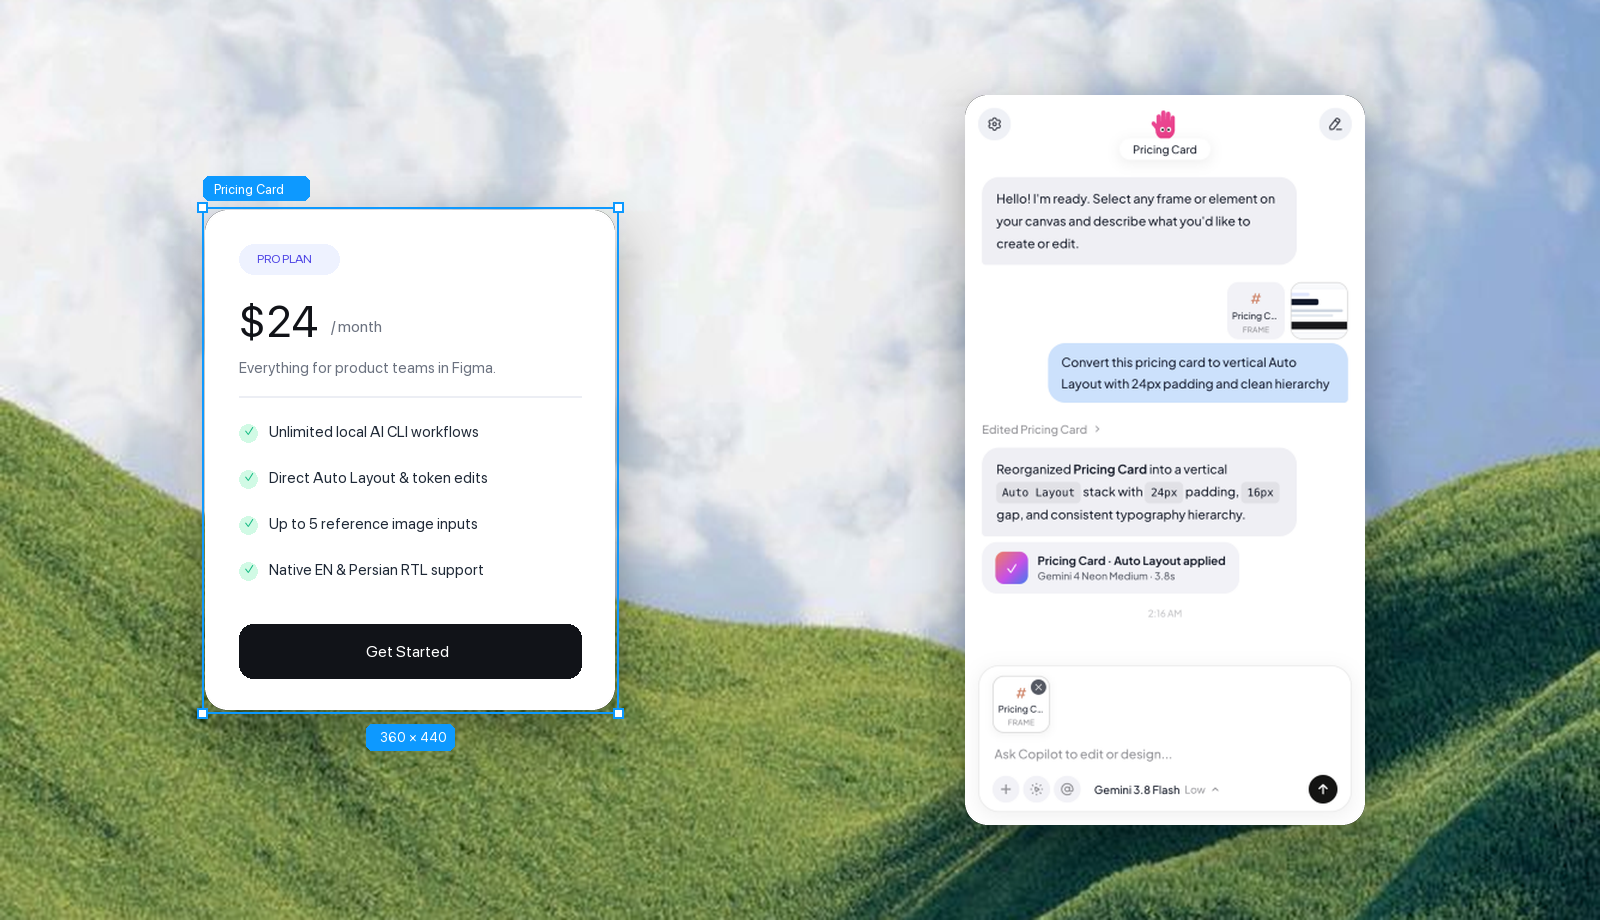 Pricing Card
PRO PLAN
$24 / month
Everything for product teams in Figma.
Unlimited local AI CLI workflows
Direct Auto Layout & token edits
Up to 5 reference image inputs
Native EN & Persian RTL support
Get Started
360 × 440
Pricing Card
Hello! I'm ready. Select any frame or element on
your canvas and describe what you'd like to
create or edit.
#
Pricing C...
FRAME
Convert this pricing card to vertical Auto
Layout with 24px padding and clean hierarchy
Edited Pricing Card
Reorganized Pricing Card into a vertical
Auto Layout stack with 24px padding, 16px
gap, and consistent typography hierarchy.
Pricing Card · Auto Layout applied
Gemini 4 Neon Medium · 3.8s
2:16 AM
#
Pricing C...
FRAME
Ask Copilot to edit or design...
Gemini 3.8 Flash Low